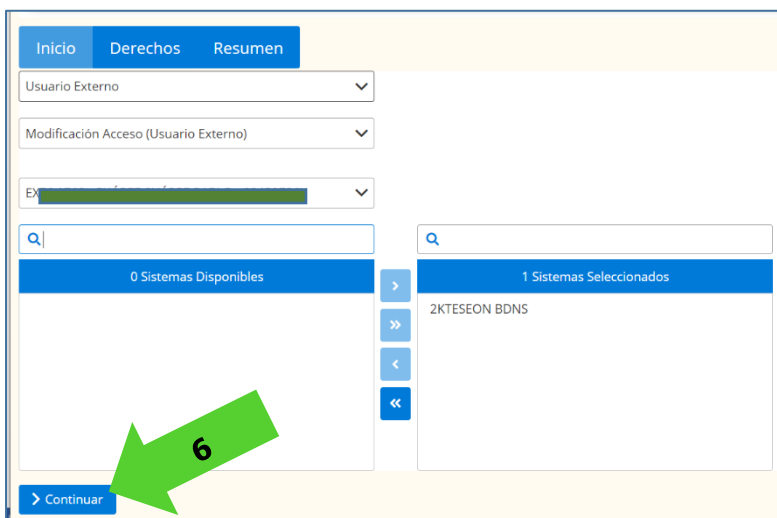 Inicio Derechos Resumen
Usuario Externo
Modificación Acceso (Usuario Externo)
0 Sistemas Disponibles
1 Sistemas Seleccionados
2KTESEON BDNS
6
Continuar